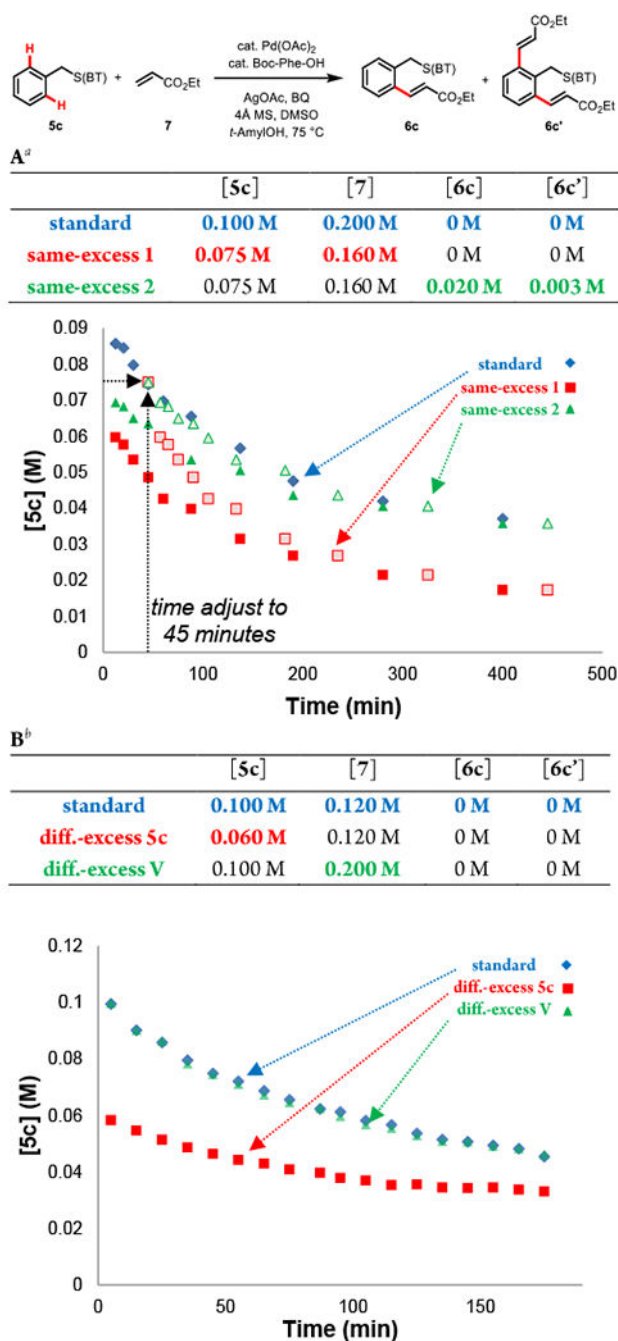 H
S(BT)
+
OEt
O
H
5c
7
cat. Pd(OAc)₂
cat. Boc-Phe-OH
AgOAc, BQ
4Å MS, DMSO
t-AmylOH, 75 °C
S(BT)
EtO₂C
6c
+
CO₂Et
S(BT)
CO₂Et
6c'
Aᵃ
[5c] [7] [6c] [6c’]
standard 0.100 M 0.200 M 0 M 0 M
same-excess 1 0.075 M 0.160 M 0 M 0 M
same-excess 2 0.075 M 0.160 M 0.020 M 0.003 M
0.09
0.08
0.07
0.06
0.05
0.04
0.03
0.02
0.01
0
[5c] (M)
standard
same-excess 1
same-excess 2
time adjust to
45 minutes
0 100 200 300 400 500
Time (min)
Bᵇ
[5c] [7] [6c] [6c’]
standard 0.100 M 0.120 M 0 M 0 M
diff.-excess 5c 0.060 M 0.120 M 0 M 0 M
diff.-excess V 0.100 M 0.200 M 0 M 0 M
0.12
0.1
0.08
0.06
0.04
0.02
0
[5c] (M)
standard
diff.-excess 5c
diff.-excess V
0 50 100 150
Time (min)